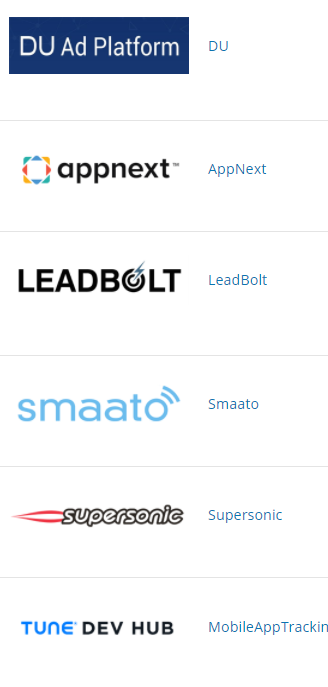 DU Ad Platform DU
appnext™ AppNext
LEADBOLT LeadBolt
smaato Smaato
SUPERSONIC Supersonic
TUNE DEV HUB MobileAppTrackin